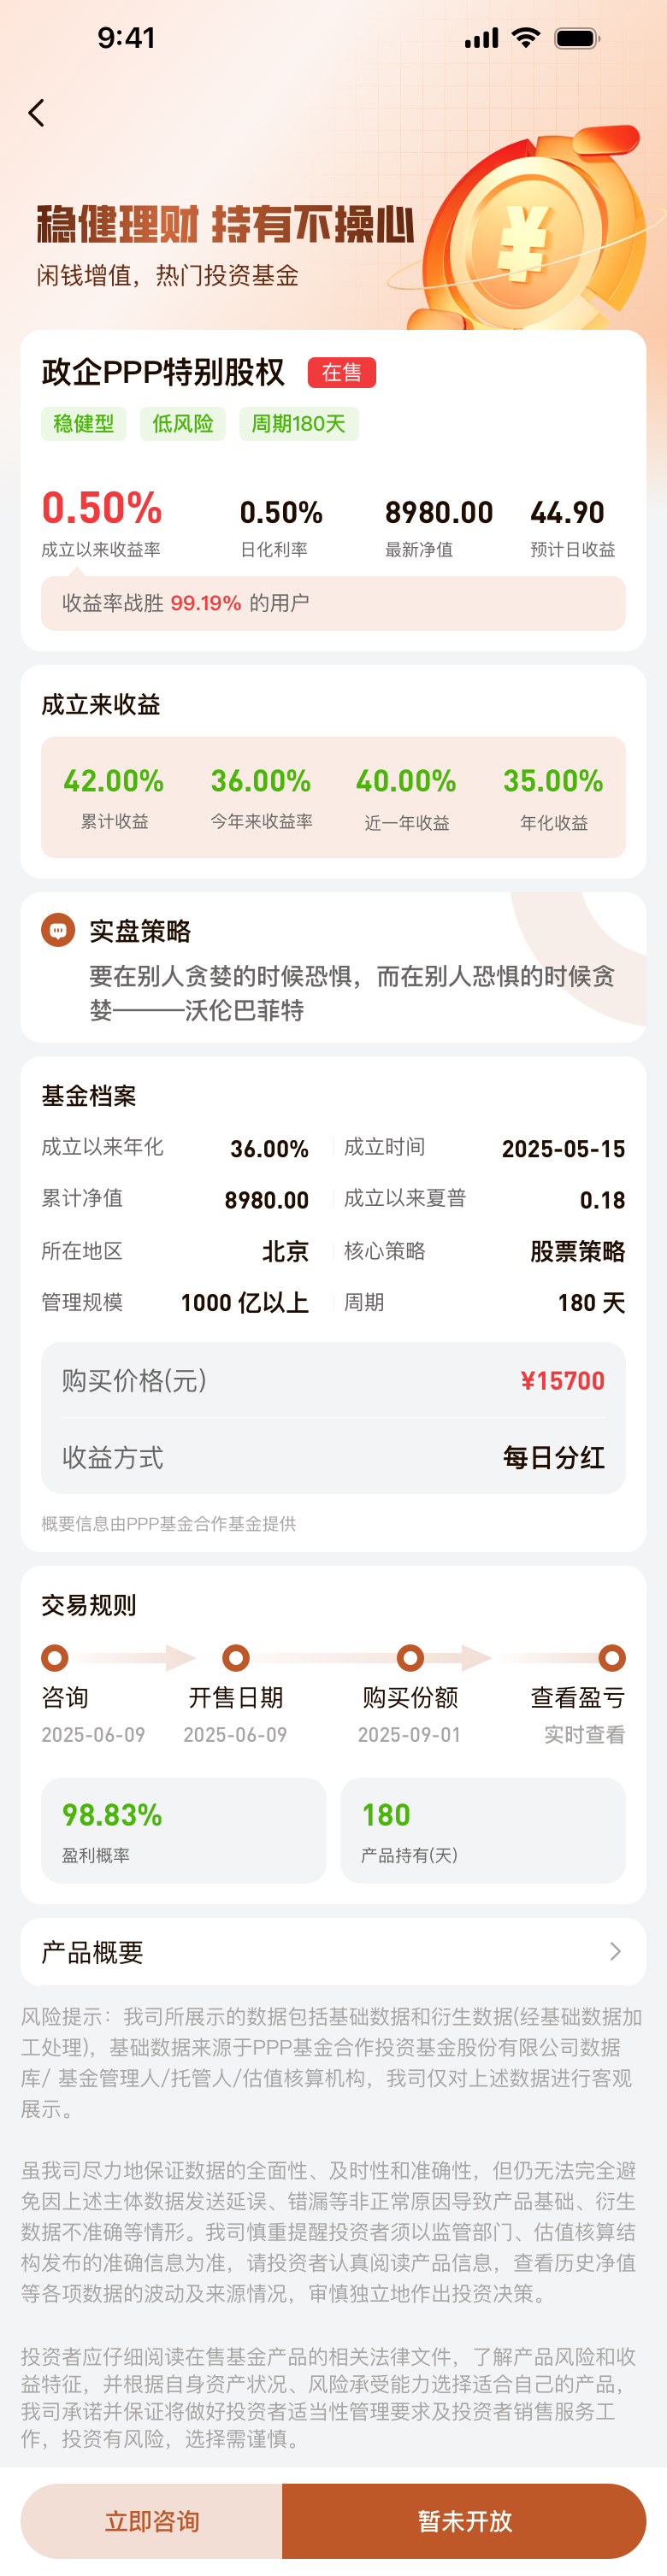 9:41
稳健理财 持有不操心
闲钱增值，热门投资基金
政企PPP特别股权 在售
稳健型 低风险 周期180天
0.50% 0.50% 8980.00 44.90
成立以来收益率 日化利率 最新净值 预计日收益
收益率战胜 99.19% 的用户
成立来收益
42.00% 36.00% 40.00% 35.00%
累计收益 今年来收益率 近一年收益 年化收益
实盘策略
要在别人贪婪的时候恐惧，而在别人恐惧的时候贪
婪———沃伦巴菲特
基金档案
成立以来年化 36.00% 成立时间 2025-05-15
累计净值 8980.00 成立以来夏普 0.18
所在地区 北京 核心策略 股票策略
管理规模 1000 亿以上 周期 180 天
购买价格(元) ¥15700
收益方式 每日分红
概要信息由PPP基金合作基金提供
交易规则
咨询 开售日期 购买份额 查看盈亏
2025-06-09 2025-06-09 2025-09-01 实时查看
98.83% 180
盈利概率 产品持有(天)
产品概要
风险提示：我司所展示的数据包括基础数据和衍生数据(经基础数据加
工处理)，基础数据来源于PPP基金合作投资基金股份有限公司数据
库/ 基金管理人/托管人/估值核算机构，我司仅对上述数据进行客观
展示。
虽我司尽力地保证数据的全面性、及时性和准确性，但仍无法完全避
免因上述主体数据发送延误、错漏等非正常原因导致产品基础、衍生
数据不准确等情形。我司慎重提醒投资者须以监管部门、估值核算结
构发布的准确信息为准，请投资者认真阅读产品信息，查看历史净值
等各项数据的波动及来源情况，审慎独立地作出投资决策。
投资者应仔细阅读在售基金产品的相关法律文件，了解产品风险和收
益特征，并根据自身资产状况、风险承受能力选择适合自己的产品，
我司承诺并保证将做好投资者适当性管理要求及投资者销售服务工
作，投资有风险，选择需谨慎。
立即咨询 暂未开放